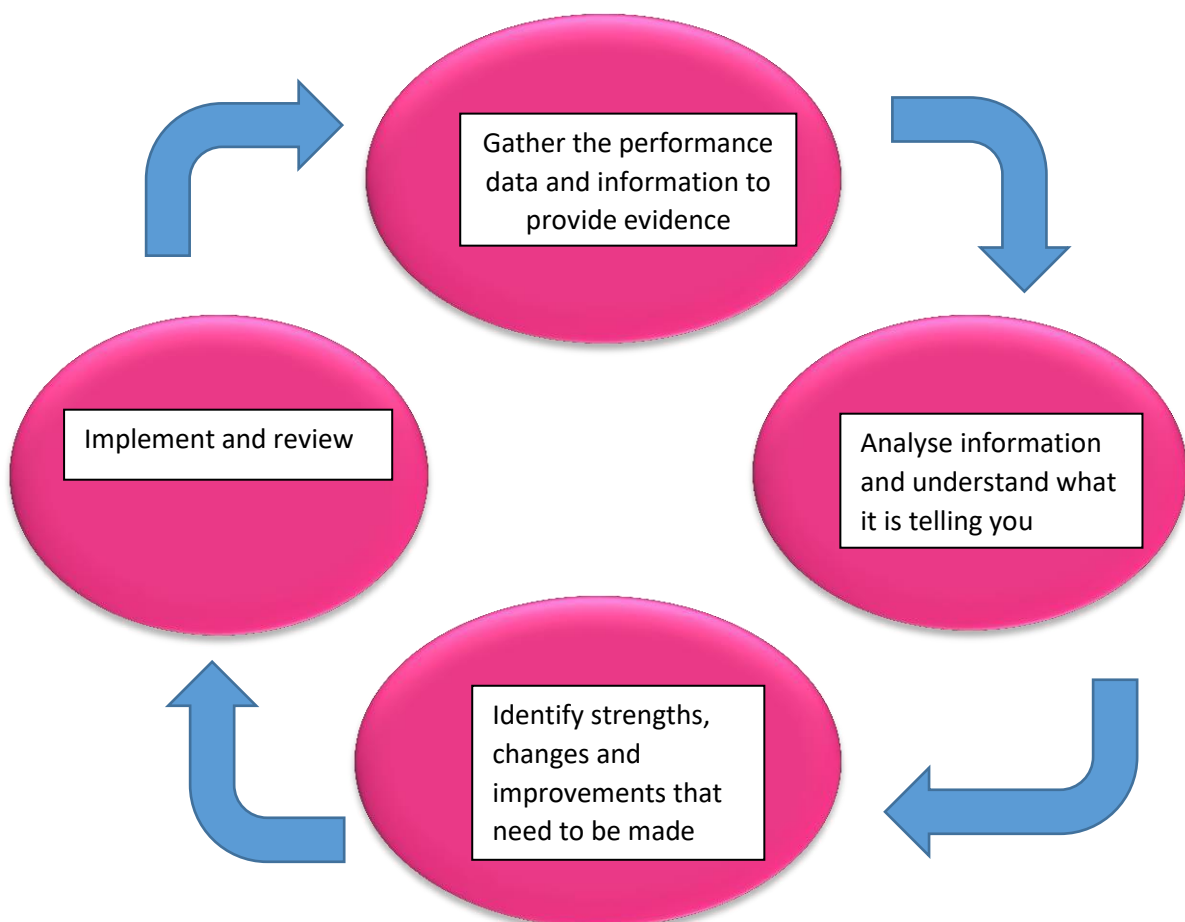 Gather the performance
data and information to
provide evidence
Analyse information
and understand what
it is telling you
Identify strengths,
changes and
improvements that
need to be made
Implement and review